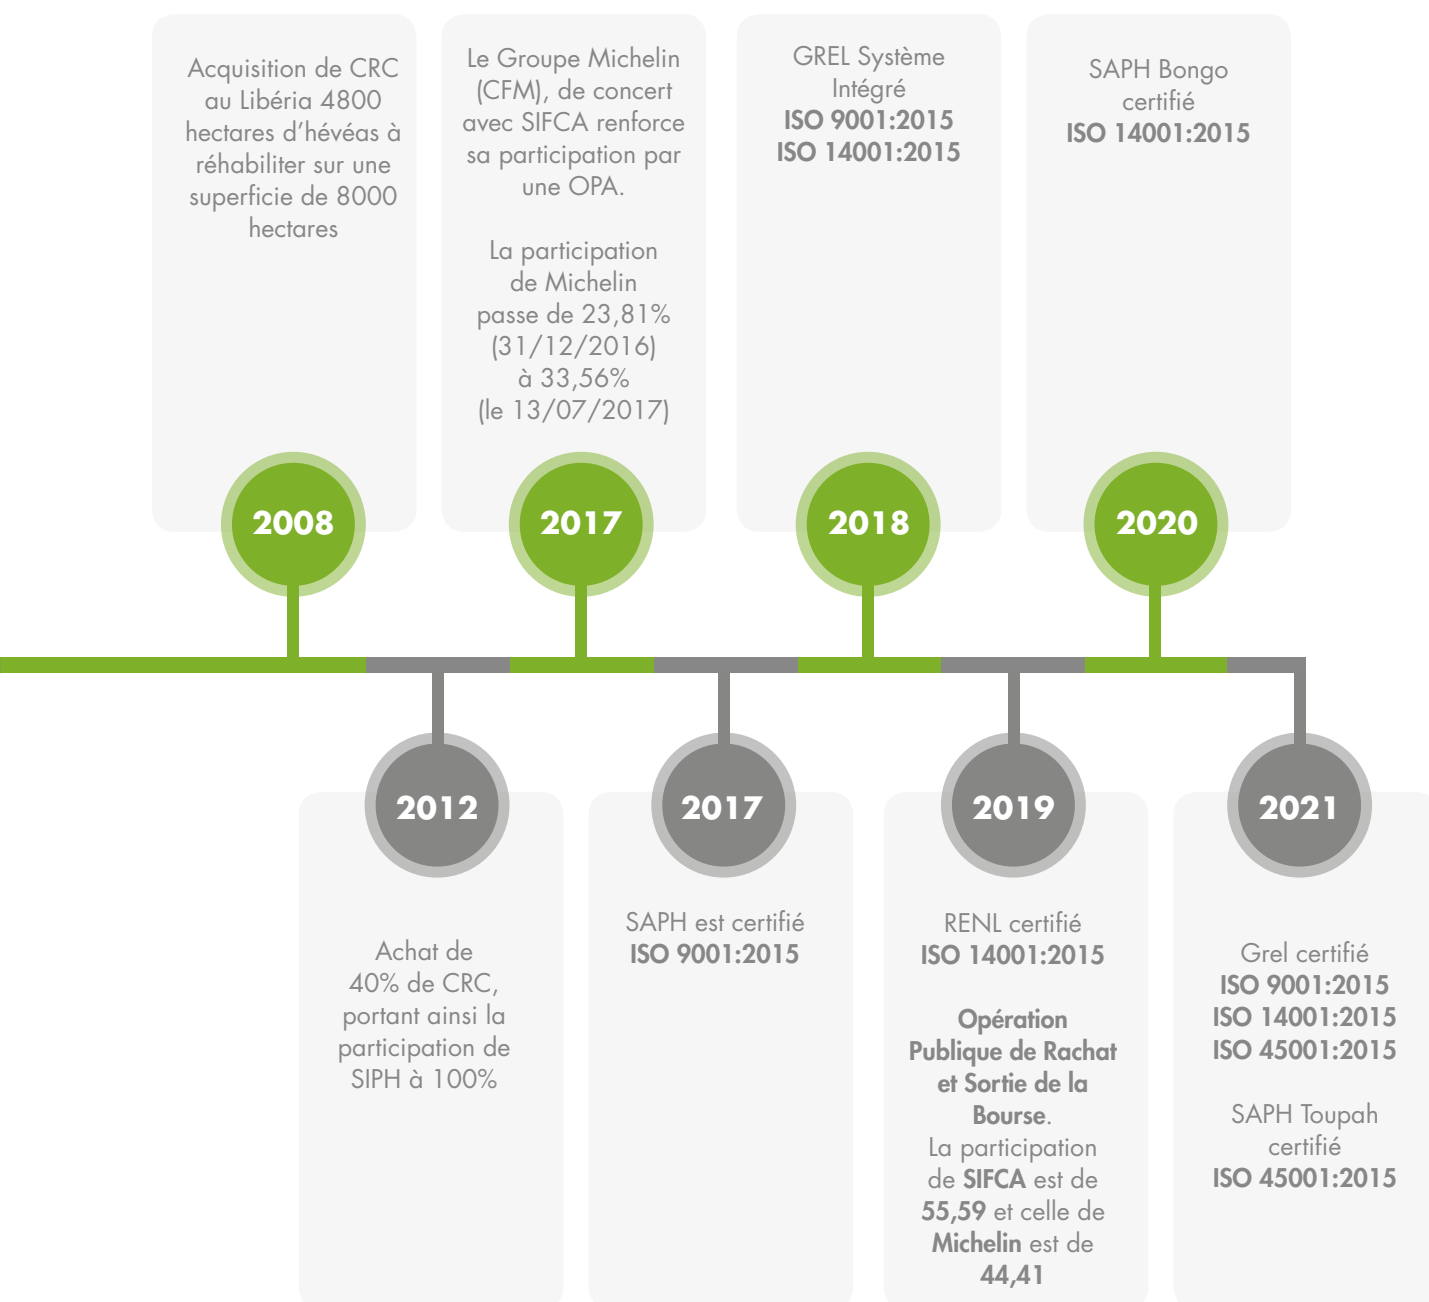 Acquisition de CRC
au Libéria 4800
hectares d’hévéas à
réhabiliter sur une
superficie de 8000
hectares
2008
Le Groupe Michelin
(CFM), de concert
avec SIFCA renforce
sa participation par
une OPA.
La participation
de Michelin
passe de 23,81%
(31/12/2016)
à 33,56%
(le 13/07/2017)
2017
GREL Système
Intégré
ISO 9001:2015
ISO 14001:2015
2018
SAPH Bongo
certifié
ISO 14001:2015
2020
2012
Achat de
40% de CRC,
portant ainsi la
participation de
SIPH à 100%
2017
SAPH est certifié
ISO 9001:2015
2019
RENL certifié
ISO 14001:2015
Opération
Publique de Rachat
et Sortie de la
Bourse.
La participation
de SIFCA est de
55,59 et celle de
Michelin est de
44,41
2021
Grel certifié
ISO 9001:2015
ISO 14001:2015
ISO 45001:2015
SAPH Toupah
certifié
ISO 45001:2015